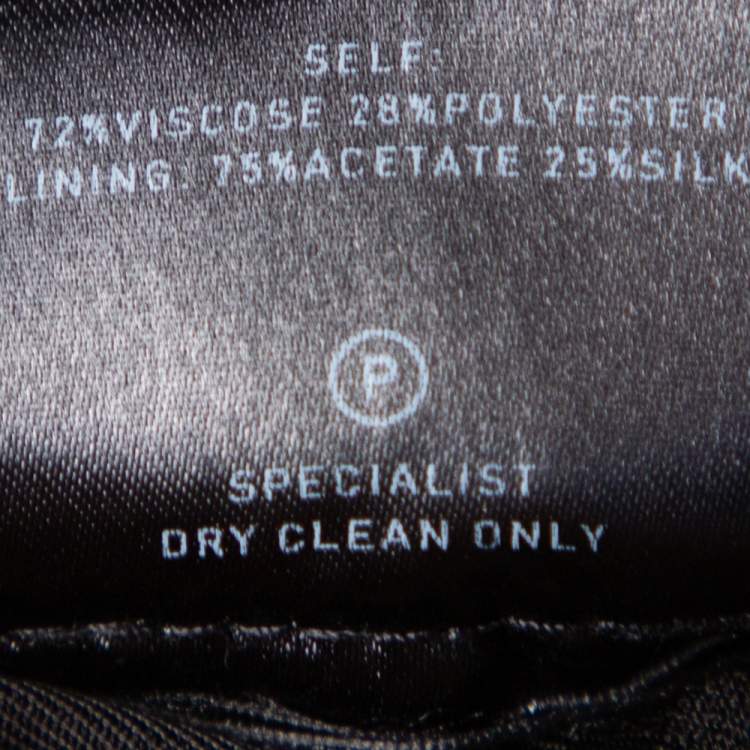 SELF:
72%VISCOSE 28%POLYESTER
LINING: 75%ACETATE 25%SILK
P
SPECIALIST
DRY CLEAN ONLY